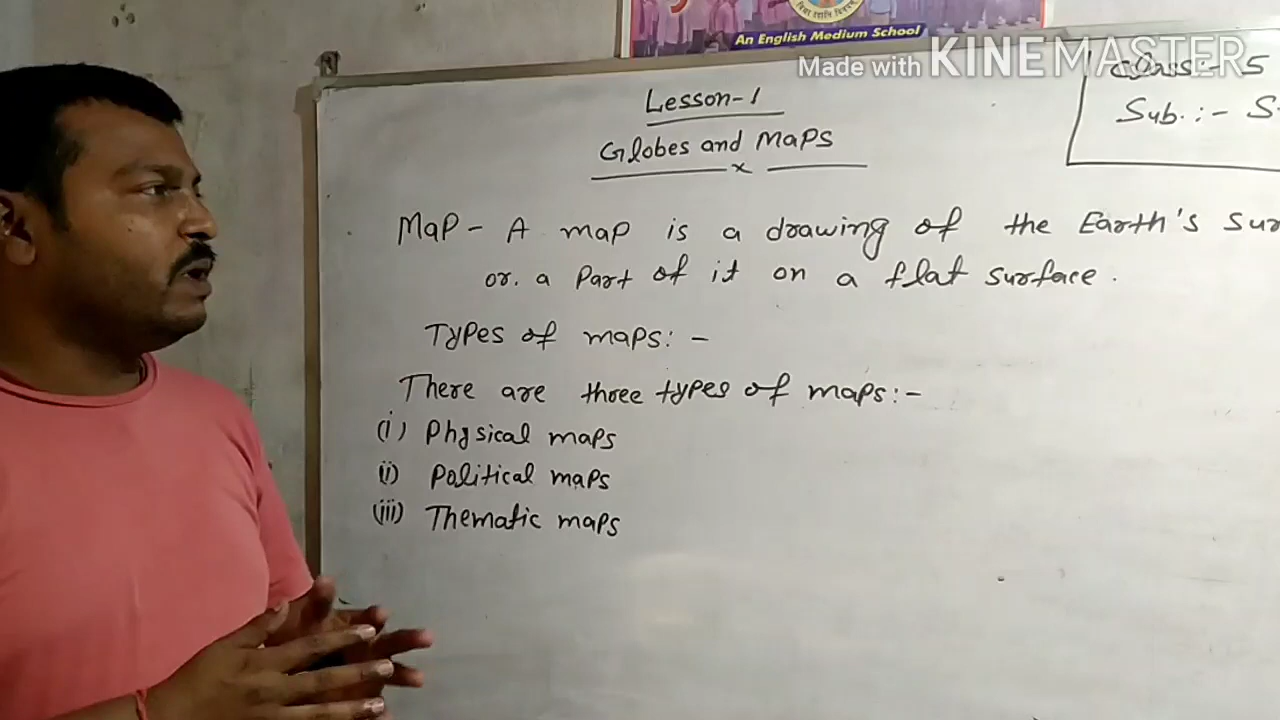 An English Medium School
Made with KINEMASTER
Class:- 5
Sub.:- S
Lesson-1
Globes and Maps
x
Map - A map is a drawing of the Earth's Sur
or. a Part of it on a flat surface.
Types of maps:-
There are three types of maps:-
(i) Physical maps
(ii) Political maps
(iii) Thematic maps